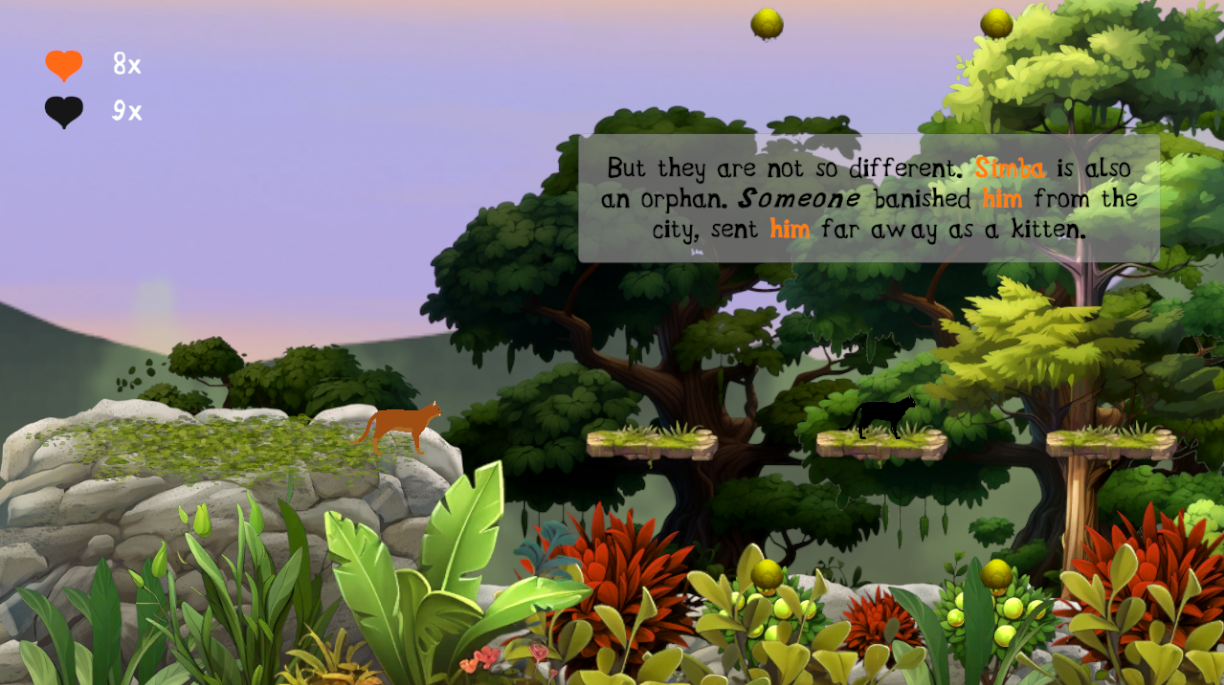 8x
9x
But they are not so different. Simba is also
an orphan. Someone banished him from the
city, sent him far away as a kitten.